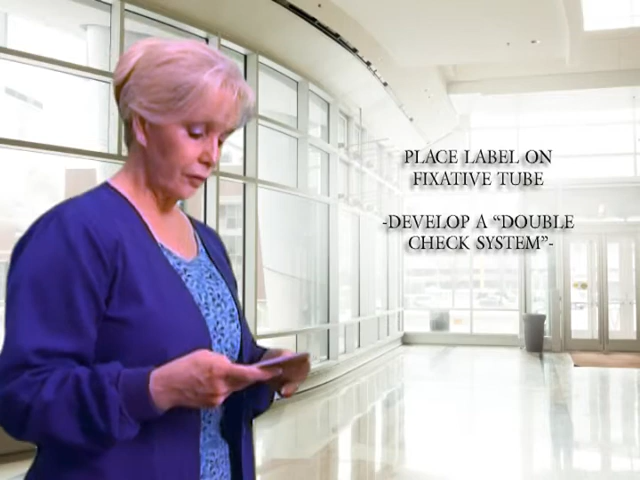 PLACE LABEL ON
FIXATIVE TUBE
-DEVELOP A “DOUBLE
CHECK SYSTEM”-